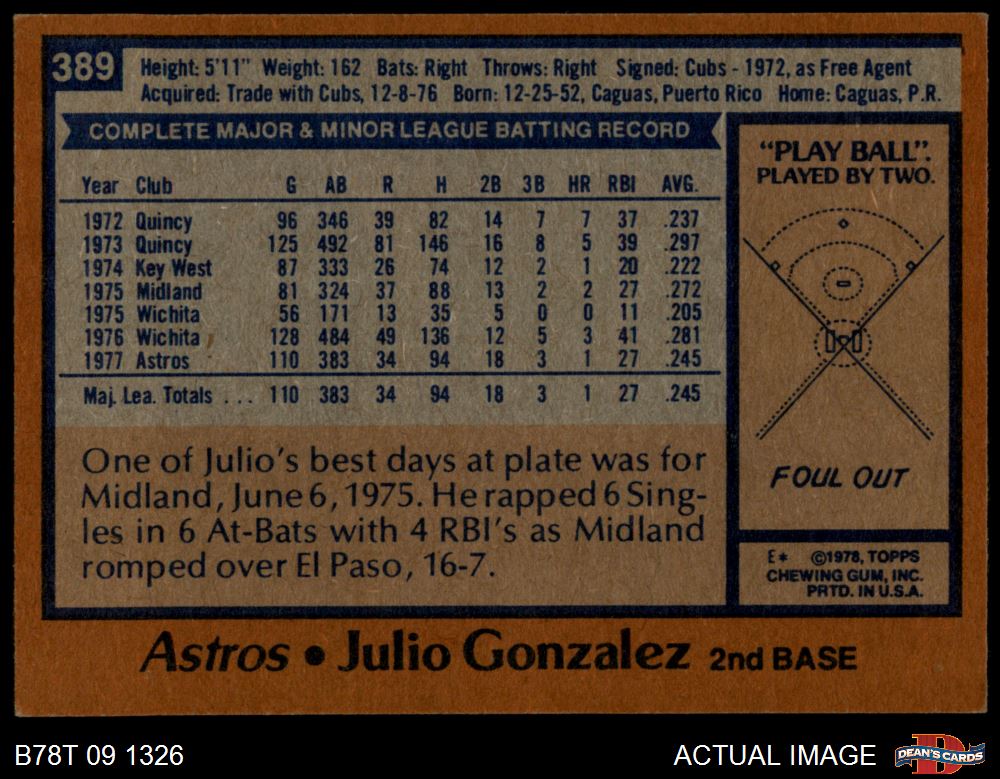 389
Height: 5'11" Weight: 162 Bats: Right Throws: Right Signed: Cubs - 1972, as Free Agent
Acquired: Trade with Cubs, 12-8-76 Born: 12-25-52, Caguas, Puerto Rico Home: Caguas, P.R.
COMPLETE MAJOR & MINOR LEAGUE BATTING RECORD
Year Club G AB R H 2B 3B HR RBI AVG.
1972 Quincy 96 346 39 82 14 7 7 37 .237
1973 Quincy 125 492 81 146 16 8 5 39 .297
1974 Key West 87 333 26 74 12 2 1 20 .222
1975 Midland 81 324 37 88 13 2 2 27 .272
1975 Wichita 56 171 13 35 5 0 0 11 .205
1976 Wichita 128 484 49 136 12 5 3 41 .281
1977 Astros 110 383 34 94 18 3 1 27 .245
Maj. Lea. Totals . . . 110 383 34 94 18 3 1 27 .245
One of Julio's best days at plate was for
Midland, June 6, 1975. He rapped 6 Sing-
les in 6 At-Bats with 4 RBI's as Midland
romped over El Paso, 16-7.
"PLAY BALL".
PLAYED BY TWO.
FOUL OUT
E* ©1978, TOPPS
CHEWING GUM, INC.
PRTD. IN U.S.A.
Astros • Julio Gonzalez 2nd BASE
B78T 09 1326
ACTUAL IMAGE
DEAN'S CARDS